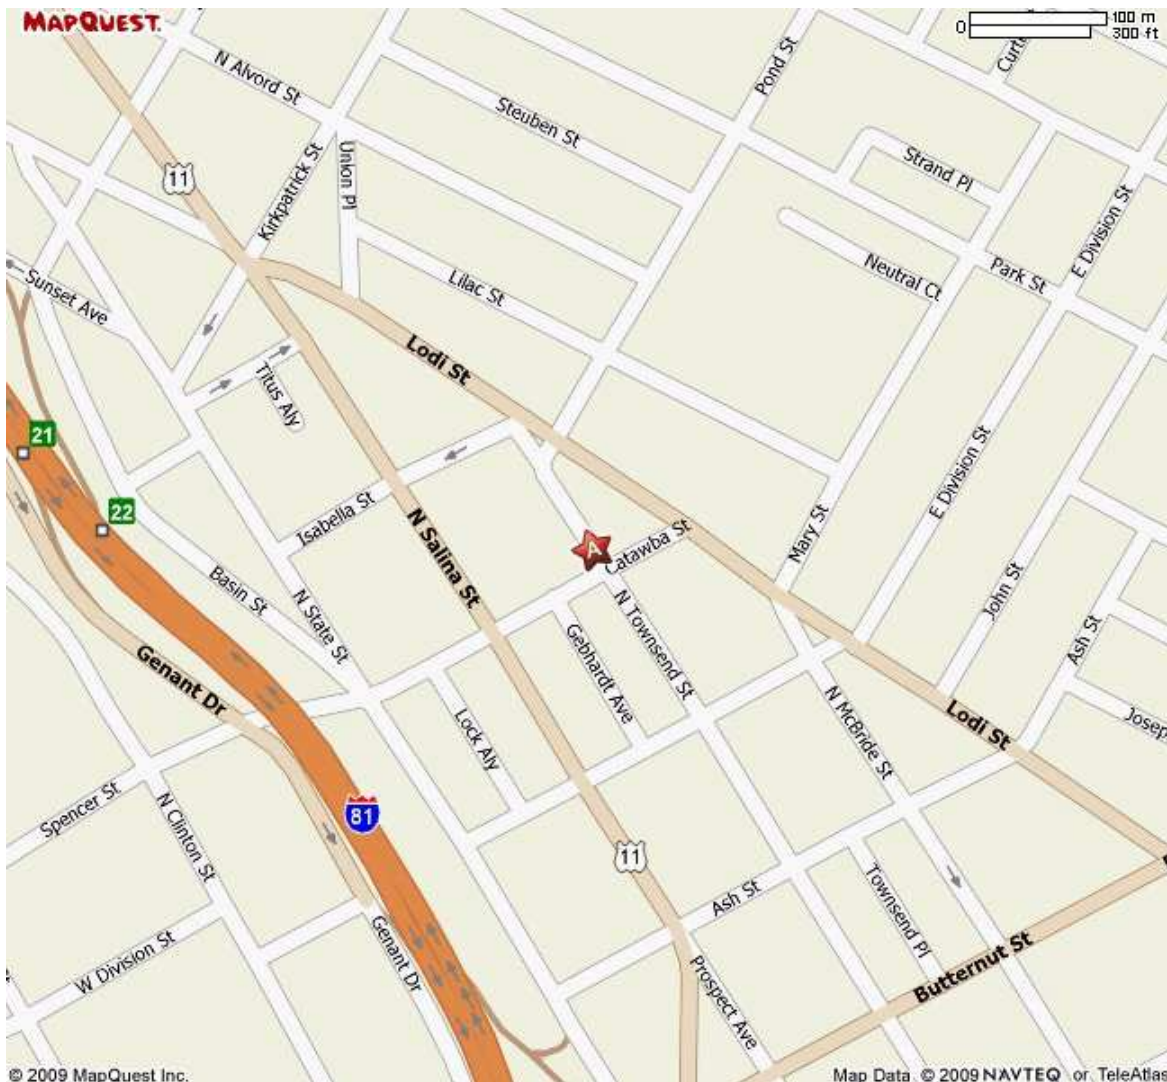 MAPQUEST.
0
100 m
300 ft
N Alvord St
Steuben St
Pond St
Strand Pl
11
Kirkpatrick St
Union Pl
E Division St
Neutral Ct
Park St
Sunset Ave
Lilac St
Lodi St
Titus Aly
21
22
Isabella St
N Salina St
E Division St
Mary St
A
Catawba St
Basin St
N State St
N Townsend St
John St
Gebhardt Ave
Ash St
Genant Dr
Lock Aly
N McBride St
Lodi St
Josep
81
Spencer St
N Clinton St
11
Ash St
Townsend Pl
W Division St
Genant Dr
Prospect Ave
Butternut St
© 2009 MapQuest Inc.
Map Data © 2009 NAVTEQ or TeleAtlas